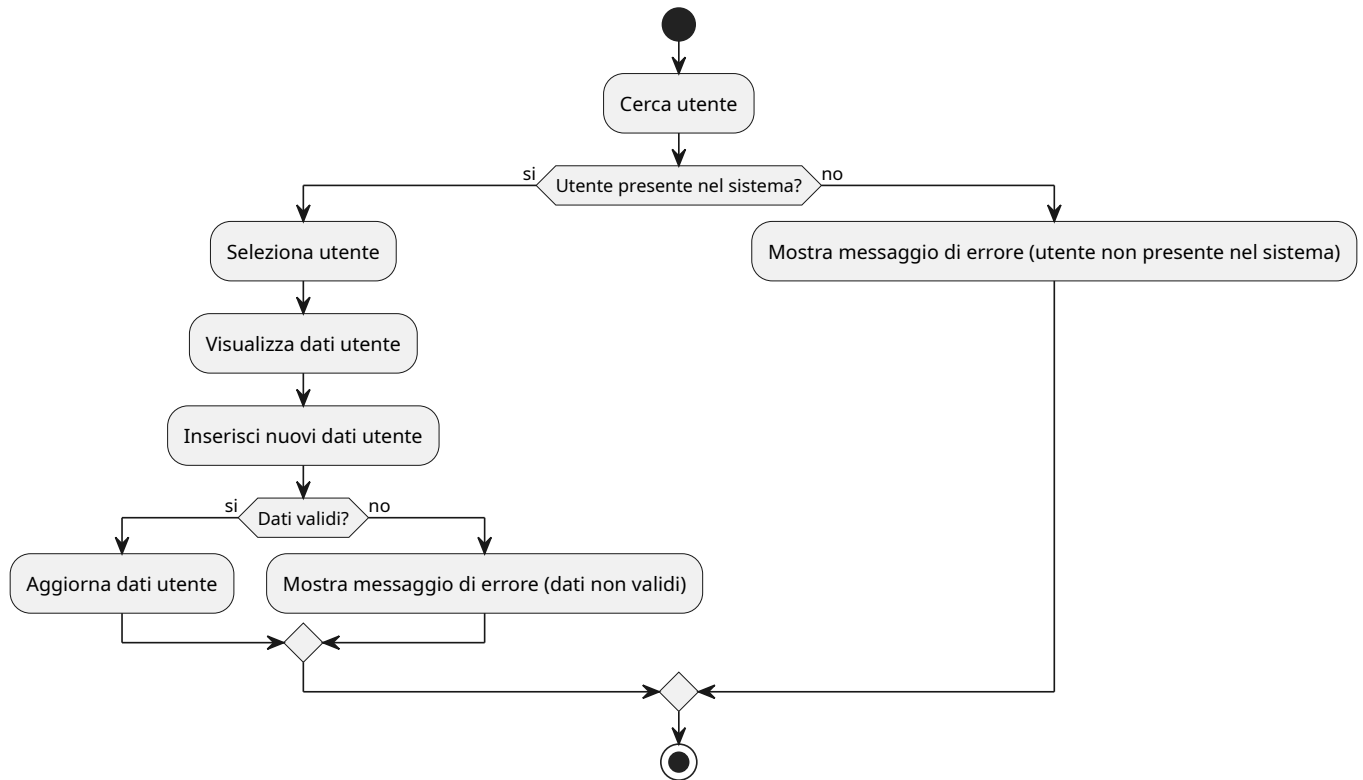 Cerca utente
si
Utente presente nel sistema?
no
Seleziona utente
Mostra messaggio di errore (utente non presente nel sistema)
Visualizza dati utente
Inserisci nuovi dati utente
si
Dati validi?
no
Aggiorna dati utente
Mostra messaggio di errore (dati non validi)